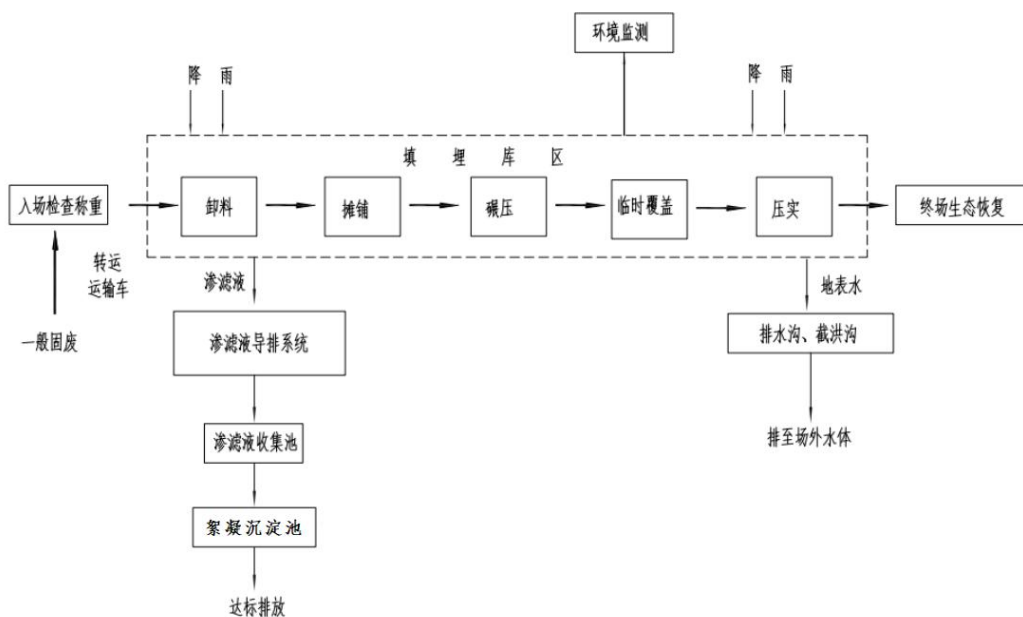 环境监测
降 雨
降 雨
填 埋 库 区
入场检查称重
卸料
摊铺
碾压
临时覆盖
压实
终场生态恢复
转运
运输车
渗滤液
地表水
一般固废
渗滤液导排系统
排水沟、截洪沟
渗滤液收集池
排至场外水体
絮凝沉淀池
达标排放